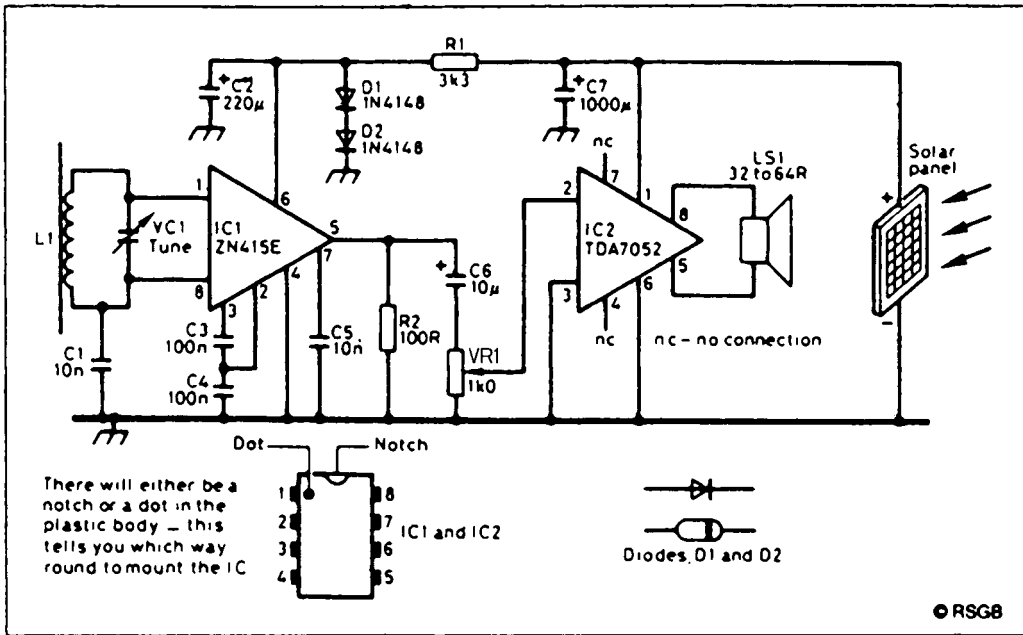 R1
3k3
+
C2
220µ
D1
1N4148
D2
1N4148
+
C7
1000µ
nc
7
1
LS1
32 to 64R
Solar
panel
+
L1
VC1
Tune
1
6
IC1
ZN415E
5
7
8
3
2
4
2
IC2
TDA7052
8
5
3
4
6
nc
nc – no connection
–
C1
10n
C3
100n
C4
100n
C5
10n
R2
100R
+
C6
10µ
VR1
1k0
Dot
Notch
There will either be a
notch or a dot in the
plastic body – this
tells you which way
round to mount the IC
1
2
3
4
8
7
6
5
IC1 and IC2
Diodes, D1 and D2
© RSGB